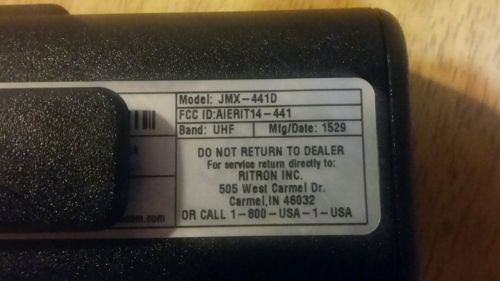 Model: JMX-441D
FCC ID:AIERIT14-441
Band: UHF Mfg/Date: 1529
DO NOT RETURN TO DEALER
For service return directly to:
RITRON INC.
505 West Carmel Dr.
Carmel,IN 46032
OR CALL 1-800-USA-1-USA